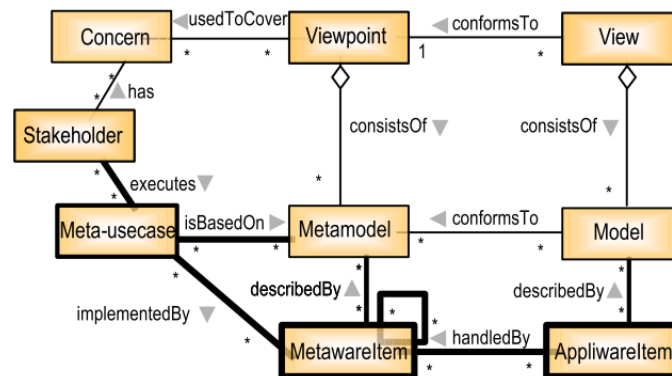 Concern
◀usedToCover
Viewpoint
◀conformsTo
View
*
*
1
*
▲has
*
*
Stakeholder
consistsOf▼
consistsOf▼
*
*
executes▼
*
*
*
Meta-usecase
isBasedOn ▶
Metamodel
◀conformsTo
Model
*
*
*
*
*
*
*
describedBy▲
describedBy▲
implementedBy ▼
*
*
*
*
*
MetawareItem
◀ handledBy
AppliwareItem
*
*